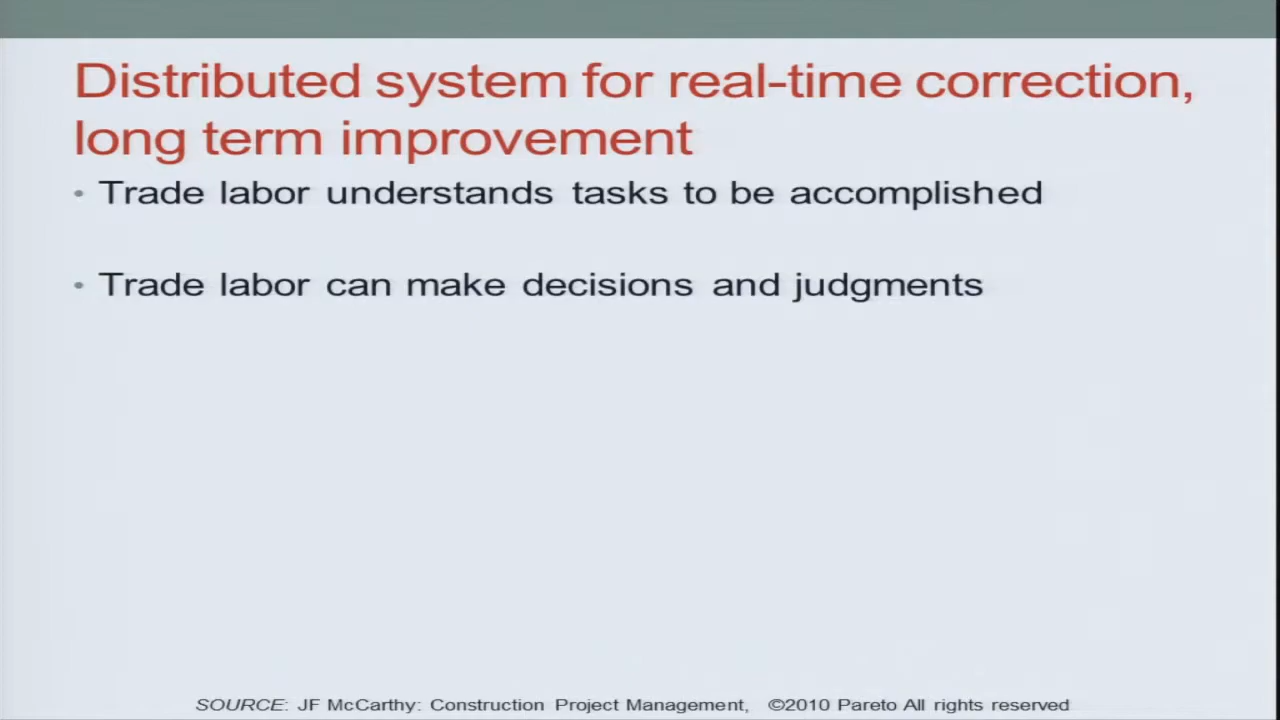 Distributed system for real-time correction,
long term improvement
• Trade labor understands tasks to be accomplished
• Trade labor can make decisions and judgments
SOURCE: JF McCarthy: Construction Project Management, ©2010 Pareto All rights reserved